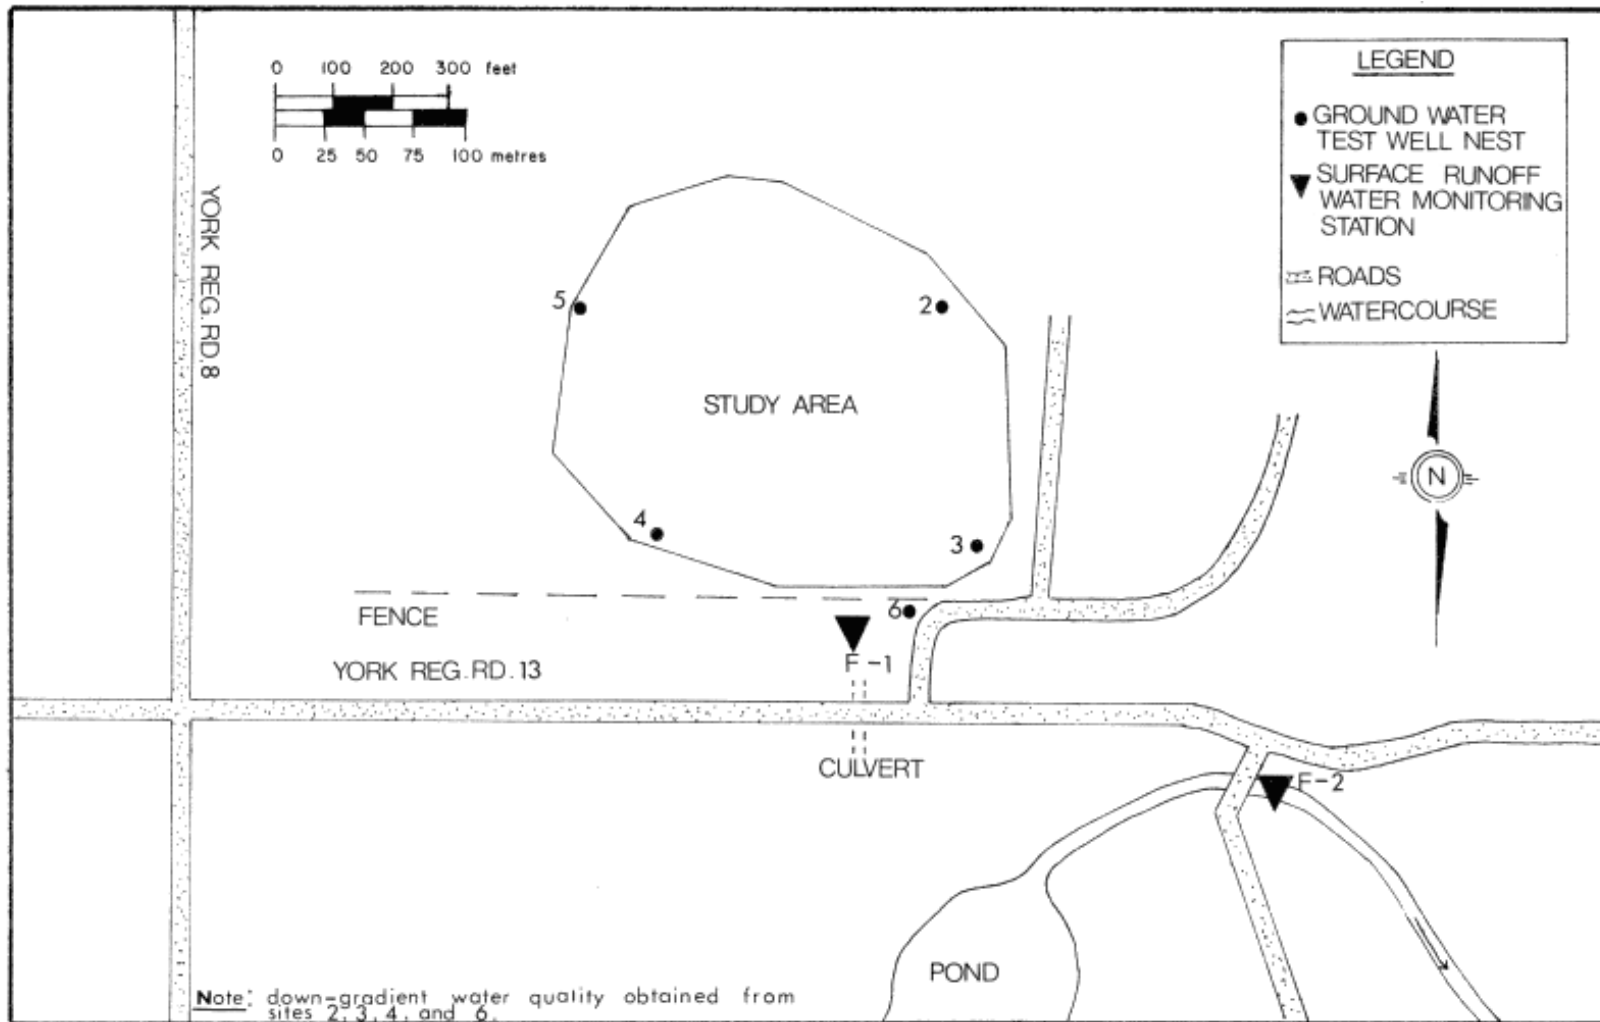 0 100 200 300 feet
0 25 50 75 100 metres
LEGEND
GROUND WATER
TEST WELL NEST
SURFACE RUNOFF
WATER MONITORING
STATION
ROADS
WATERCOURSE
YORK REG. RD. 8
5
2
STUDY AREA
N
4
3
6
FENCE
F-1
YORK REG. RD. 13
CULVERT
F-2
POND
Note: down-gradient water quality obtained from
sites 2, 3, 4, and 6.